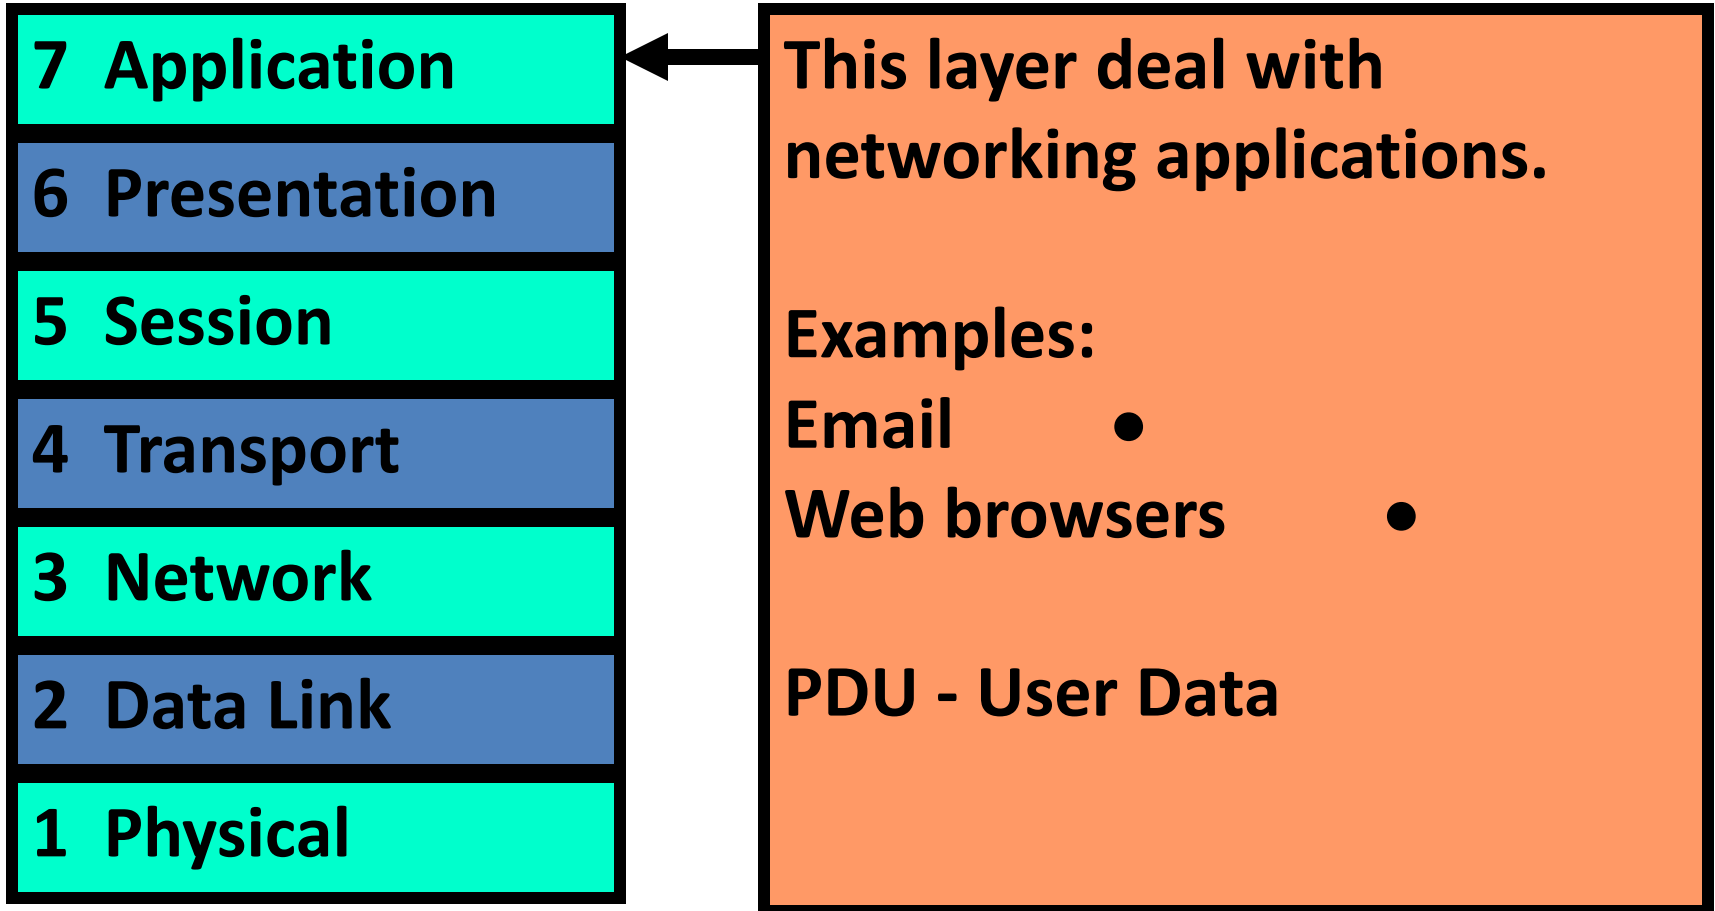 7 Application
6 Presentation
5 Session
4 Transport
3 Network
2 Data Link
1 Physical
This layer deal with
networking applications.
Examples:
Email •
Web browsers •
PDU - User Data